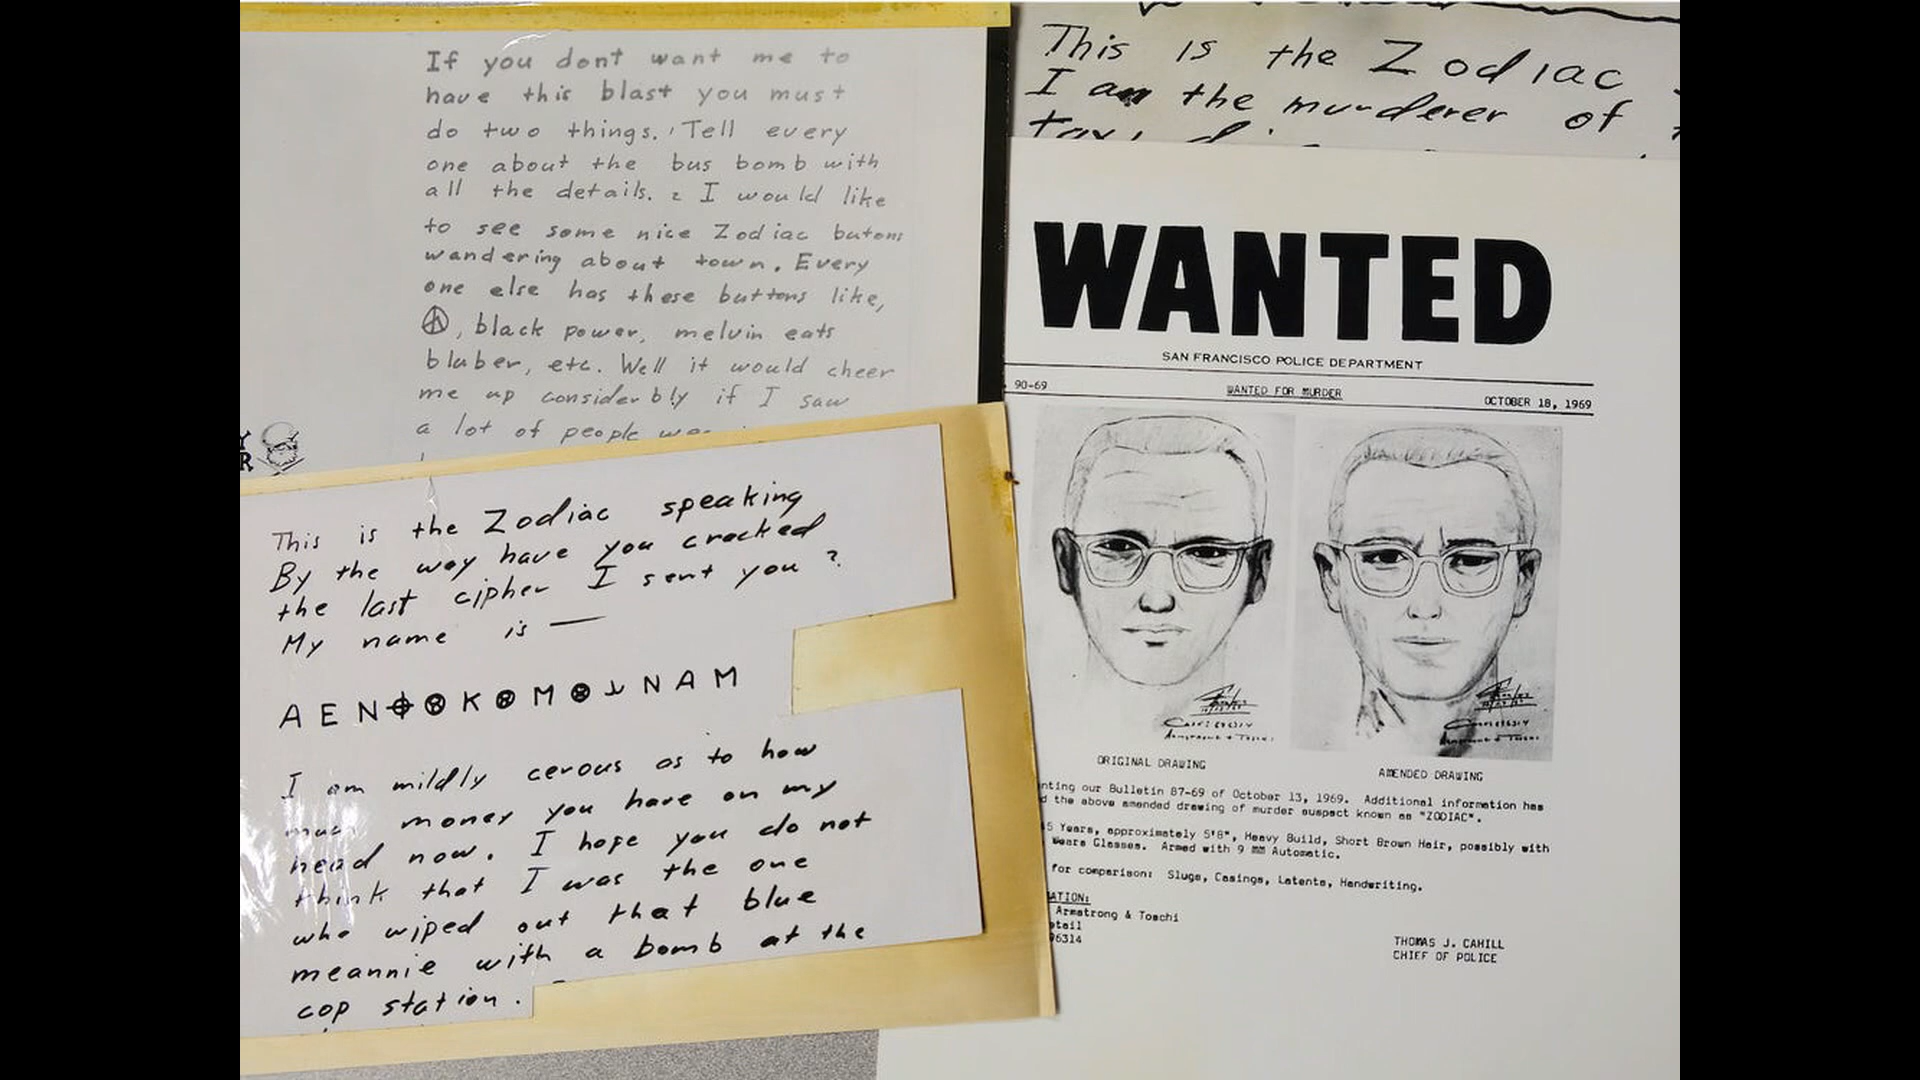 If you dont want me to
have this blast you must
do two things. 1 Tell every
one about the bus bomb with
all the details. 2 I would like
to see some nice Zodiac butons
wandering about town. Every
one else has these buttons like,
, black power, melvin eats
bluber, etc. Well it would cheer
me up considerbly if I saw
a lot of people
This is the Zodiac speaking
By the way have you cracked
the last cipher I sent you ?
My name is —
A E N ⌖ K M N A M
I am mildly cerous as to how
much money you have on my
head now. I hope you do not
think that I was the one
who wiped out that blue
meannie with a bomb at the
cop station.
This is the Zodiac
I am the murderer of
WANTED
SAN FRANCISCO POLICE DEPARTMENT
90-69 WANTED FOR MURDER OCTOBER 18, 1969
ORIGINAL DRAWING AMENDED DRAWING
nting our Bulletin 87-69 of October 13, 1969. Additional information has
d the above amended drawing of murder suspect known as "ZODIAC".
5 Years, approximately 5'8", Heavy Build, Short Brown Hair, possibly with
Wears Glasses. Armed with 9 MM Automatic.
for comparison: Slugs, Casings, Latents, Handwriting.
ATION:
Armstrong & Toschi
etail
96314
THOMAS J. CAHILL
CHIEF OF POLICE